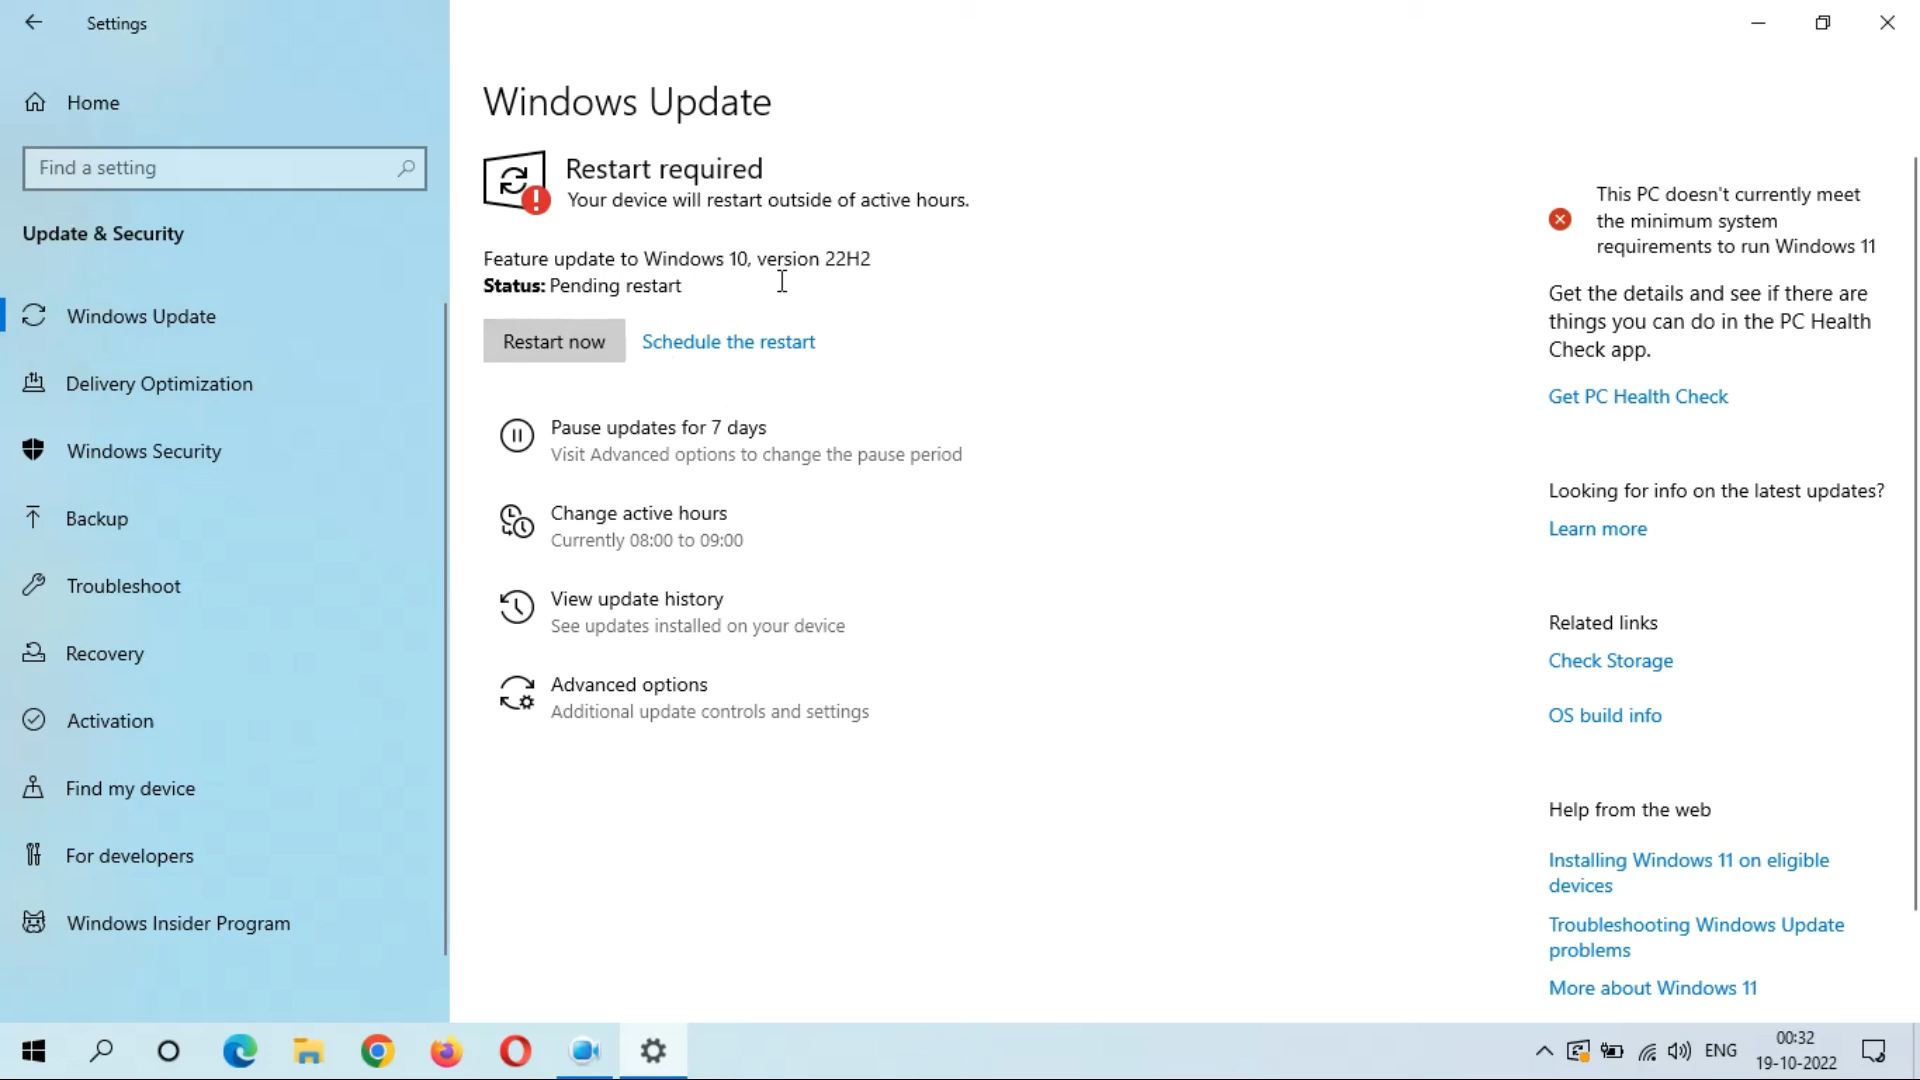 Settings
Home
Find a setting
Update & Security
Windows Update
Delivery Optimization
Windows Security
Backup
Troubleshoot
Recovery
Activation
Find my device
For developers
Windows Insider Program
Windows Update
Restart required
Your device will restart outside of active hours.
Feature update to Windows 10, version 22H2
Status: Pending restart
Restart now
Schedule the restart
Pause updates for 7 days
Visit Advanced options to change the pause period
Change active hours
Currently 08:00 to 09:00
View update history
See updates installed on your device
Advanced options
Additional update controls and settings
This PC doesn't currently meet
the minimum system
requirements to run Windows 11
Get the details and see if there are
things you can do in the PC Health
Check app.
Get PC Health Check
Looking for info on the latest updates?
Learn more
Related links
Check Storage
OS build info
Help from the web
Installing Windows 11 on eligible
devices
Troubleshooting Windows Update
problems
More about Windows 11
ENG
00:32
19-10-2022